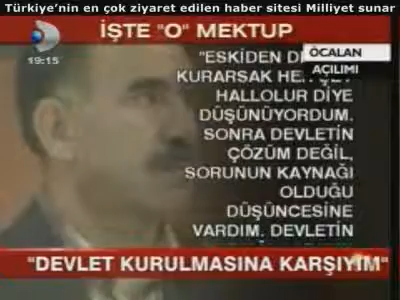 Türkiye'nin en çok ziyaret edilen haber sitesi Milliyet sunar
İŞTE "O" MEKTUP
D
19:15
ÖCALAN
AÇILIMI
"ESKİDEN
KURARSAK
HALLOLUR DİYE
DÜŞÜNÜYORDUM.
SONRA DEVLETİN
ÇÖZÜM DEĞİL,
SORUNUN KAYNAĞI
OLDUĞU
DÜŞÜNCESİNE
VARDIM. DEVLETİN
"DEVLET KURULMASINA KARŞIYIM"